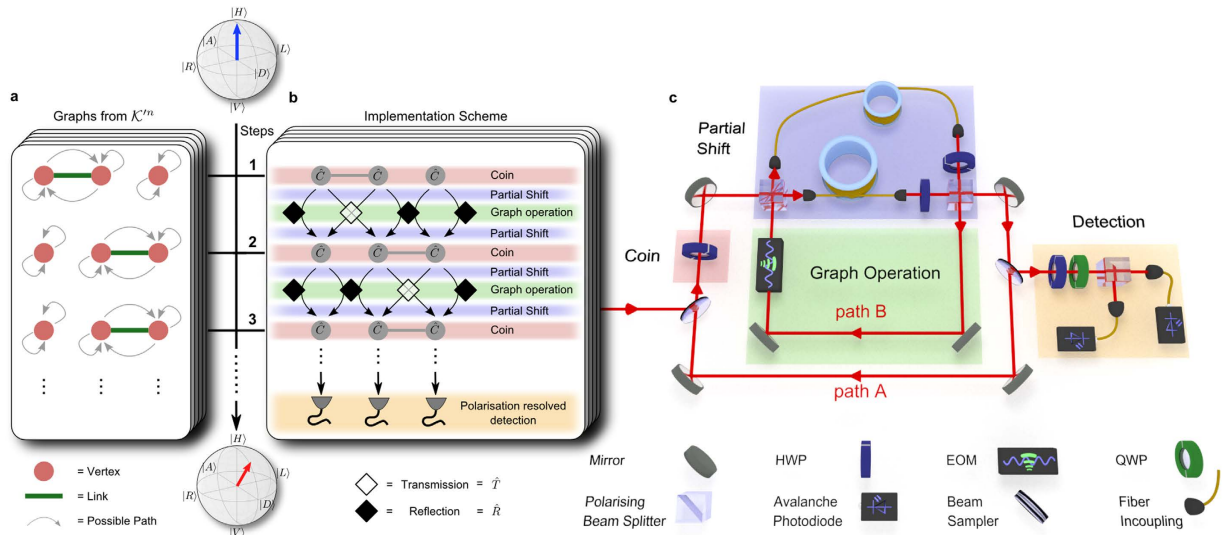 |H⟩
|A⟩
|L⟩
|R⟩
|D⟩
|V⟩
a
Graphs from 𝒦'ⁿ
Steps
1
2
3
= Vertex
= Link
= Possible Path
|H⟩
|A⟩
|L⟩
|R⟩
|D⟩
|V⟩
b
Implementation Scheme
Ĉ Ĉ Ĉ
Coin
Partial Shift
Graph operation
Partial Shift
Ĉ Ĉ Ĉ
Coin
Partial Shift
Graph operation
Partial Shift
Ĉ Ĉ Ĉ
Coin
Polarisation resolved
detection
= Transmission = T̂
= Reflection = R̂
c
Partial
Shift
Coin
Graph Operation
path B
path A
Detection
Mirror
HWP
EOM
QWP
Polarising
Beam Splitter
Avalanche
Photodiode
Beam
Sampler
Fiber
Incoupling